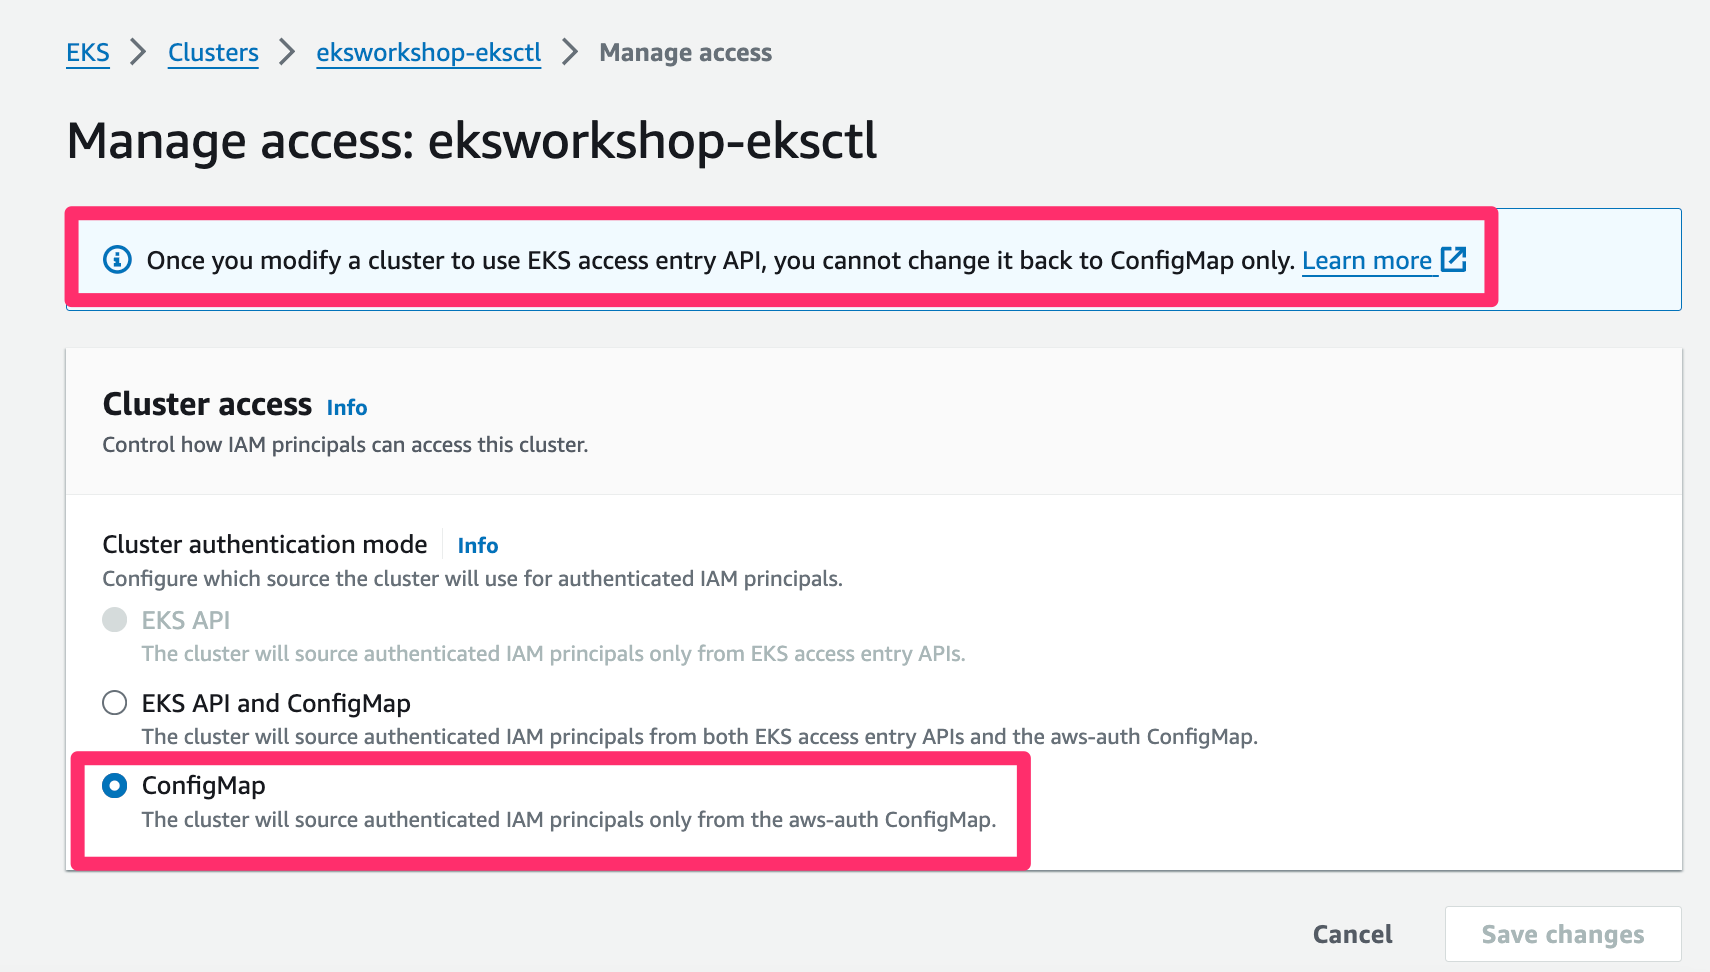 EKS > Clusters > eksworkshop-eksctl > Manage access
Manage access: eksworkshop-eksctl
Once you modify a cluster to use EKS access entry API, you cannot change it back to ConfigMap only. Learn more
Cluster access Info
Control how IAM principals can access this cluster.
Cluster authentication mode Info
Configure which source the cluster will use for authenticated IAM principals.
EKS API
The cluster will source authenticated IAM principals only from EKS access entry APIs.
EKS API and ConfigMap
The cluster will source authenticated IAM principals from both EKS access entry APIs and the aws-auth ConfigMap.
ConfigMap
The cluster will source authenticated IAM principals only from the aws-auth ConfigMap.
Cancel Save changes